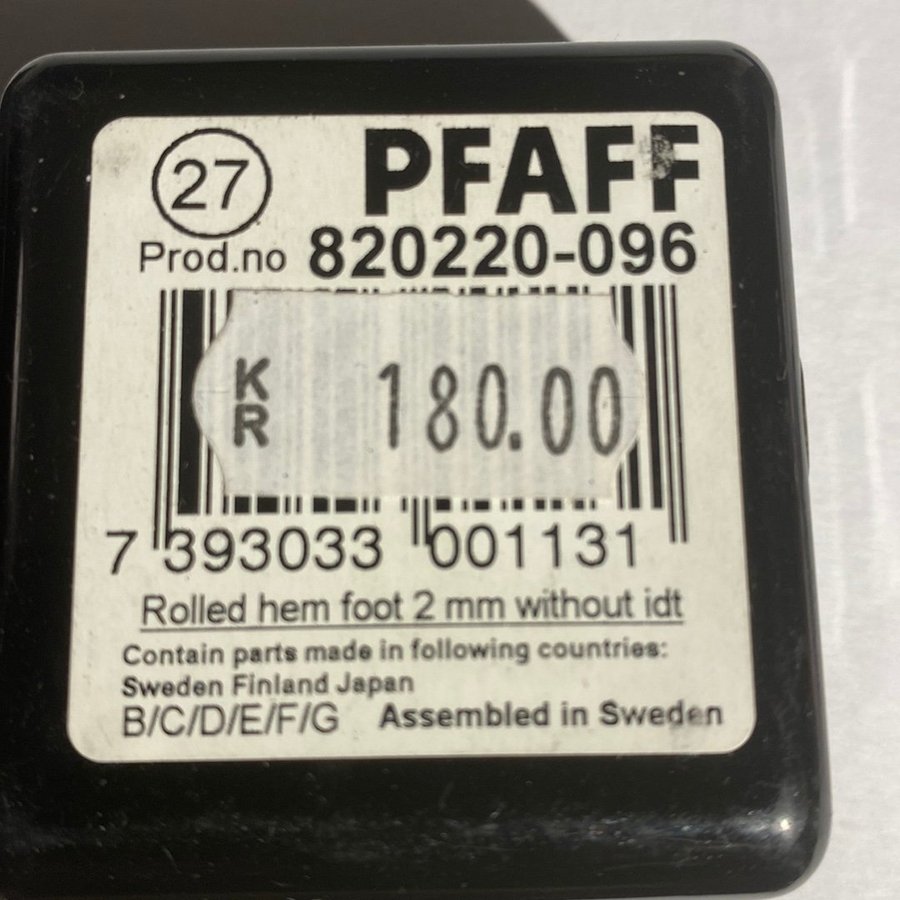 27 PFAFF
Prod.no 820220-096
KR 180.00
7 393033 001131
Rolled hem foot 2 mm without idt
Contain parts made in following countries:
Sweden Finland Japan
B/C/D/E/F/G Assembled in Sweden